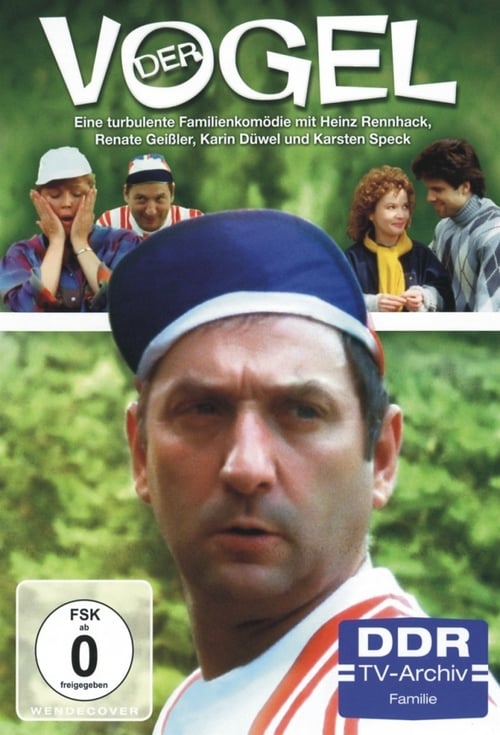 DER
VOGEL
Eine turbulente Familienkomödie mit Heinz Rennhack,
Renate Geißler, Karin Düwel und Karsten Speck
FSK
ab
0
freigegeben
WENDECOVER
DDR
TV-Archiv
Familie